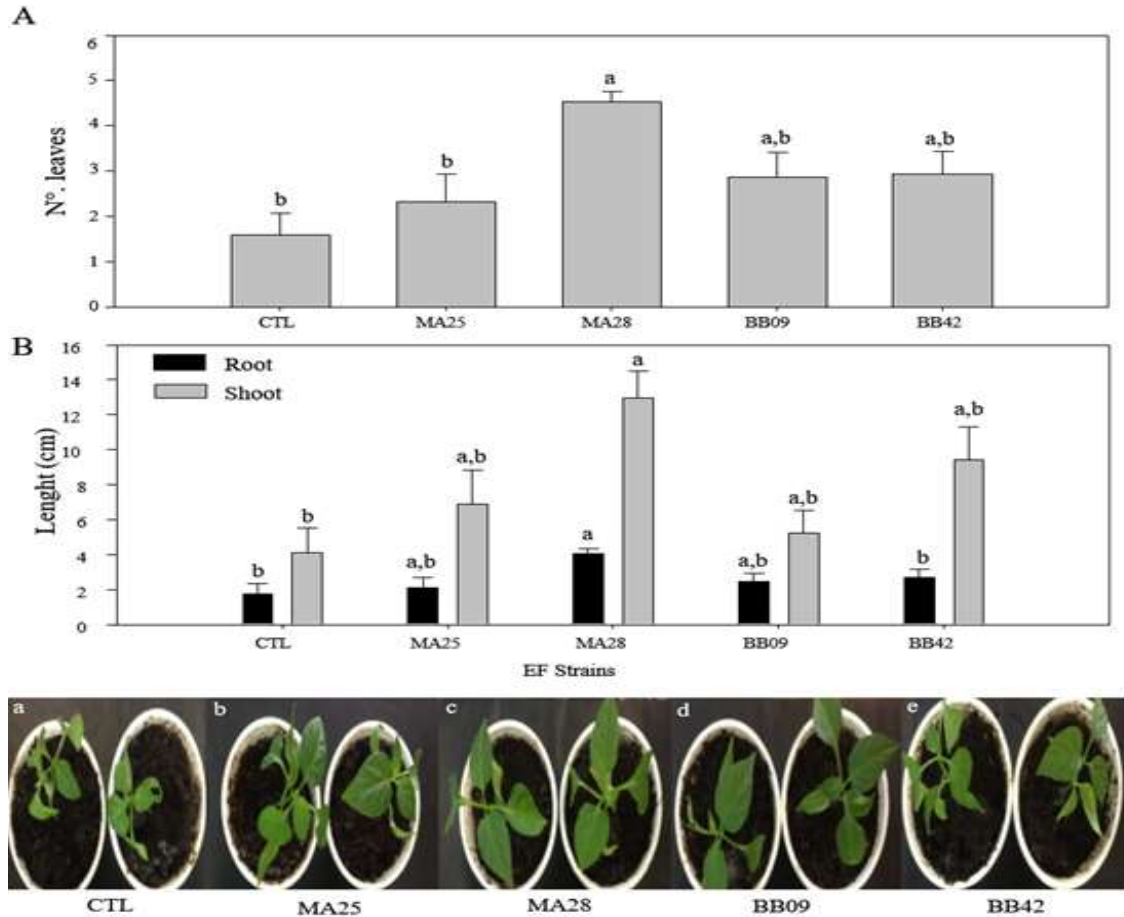 A
N°. leaves
6
5
4
3
2
1
0
b
b
a
a,b
a,b
CTL MA25 MA28 BB09 BB42
B
Lenght (cm)
16
14
12
10
8
6
4
2
0
Root
Shoot
b b a,b a,b a a a,b a,b b a,b
CTL MA25 MA28 BB09 BB42
EF Strains
a b c d e
CTL MA25 MA28 BB09 BB42